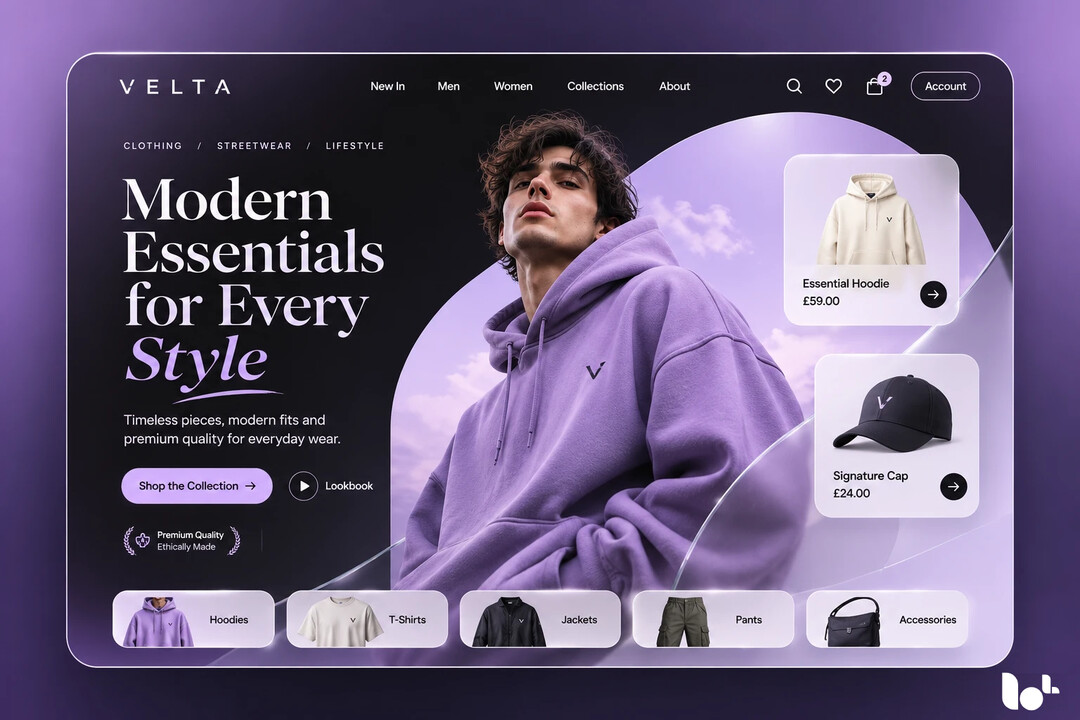 VELTA
New In
Men
Women
Collections
About
2
Account
CLOTHING / STREETWEAR / LIFESTYLE
Modern
Essentials
for Every
Style
Timeless pieces, modern fits and
premium quality for everyday wear.
Shop the Collection →
Lookbook
Premium Quality
Ethically Made
Essential Hoodie
£59.00
Signature Cap
£24.00
Hoodies
T-Shirts
Jackets
Pants
Accessories